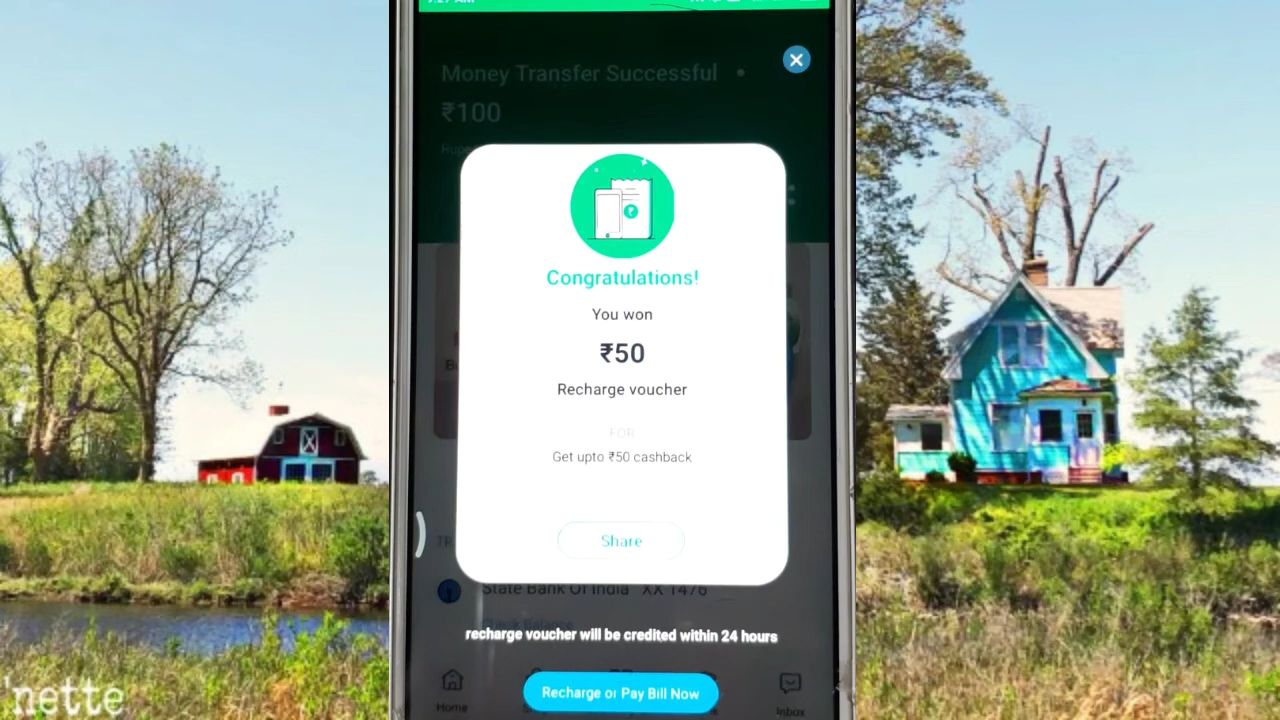 Money Transfer Successful
₹100
Congratulations!
You won
₹50
Recharge voucher
FOR
Get upto ₹50 cashback
Share
State Bank Of India XX 1476
Check Balance
recharge voucher will be credited within 24 hours
Recharge or Pay Bill Now
Home
Inbox
'nette